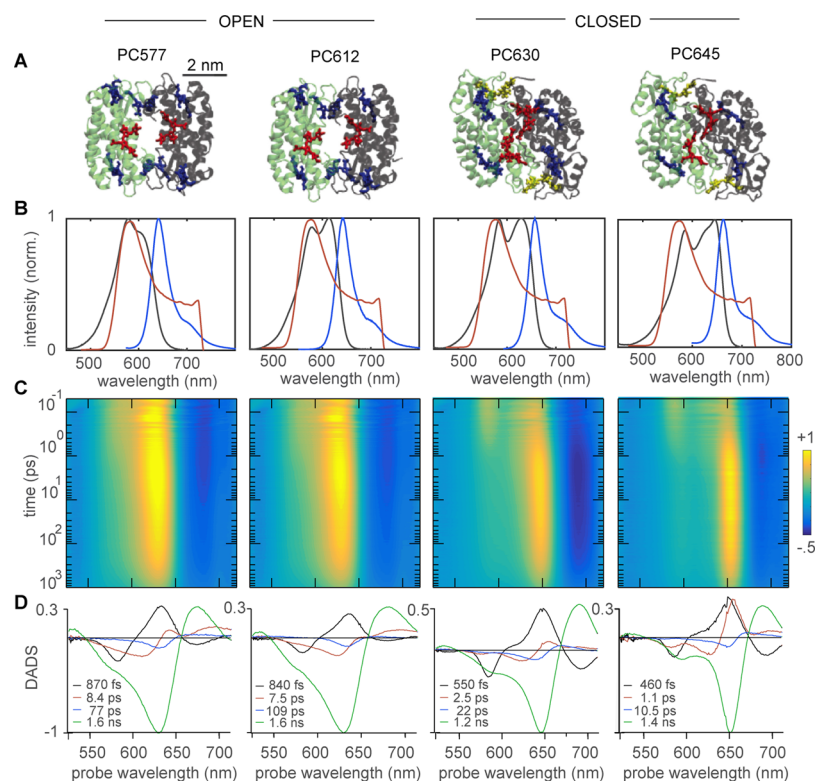 OPEN CLOSED
PC577 PC612 PC630 PC645
A
2 nm
B
1
intensity (norm.)
0
500 600 700 500 600 700 500 600 700 500 600 700 800
wavelength (nm) wavelength (nm) wavelength (nm) wavelength (nm)
C
10-1
100
101
102
103
time (ps)
+1
-.5
D
0.3 0.3 0.5 0.3
DADS
870 fs 840 fs 550 fs 460 fs
8.4 ps 7.5 ps 2.5 ps 1.1 ps
77 ps 109 ps 22 ps 10.5 ps
1.6 ns 1.6 ns 1.2 ns 1.4 ns
-1
550 600 650 700 550 600 650 700 550 600 650 700 550 600 650 700
probe wavelength (nm) probe wavelength (nm) probe wavelength (nm) probe wavelength (nm)